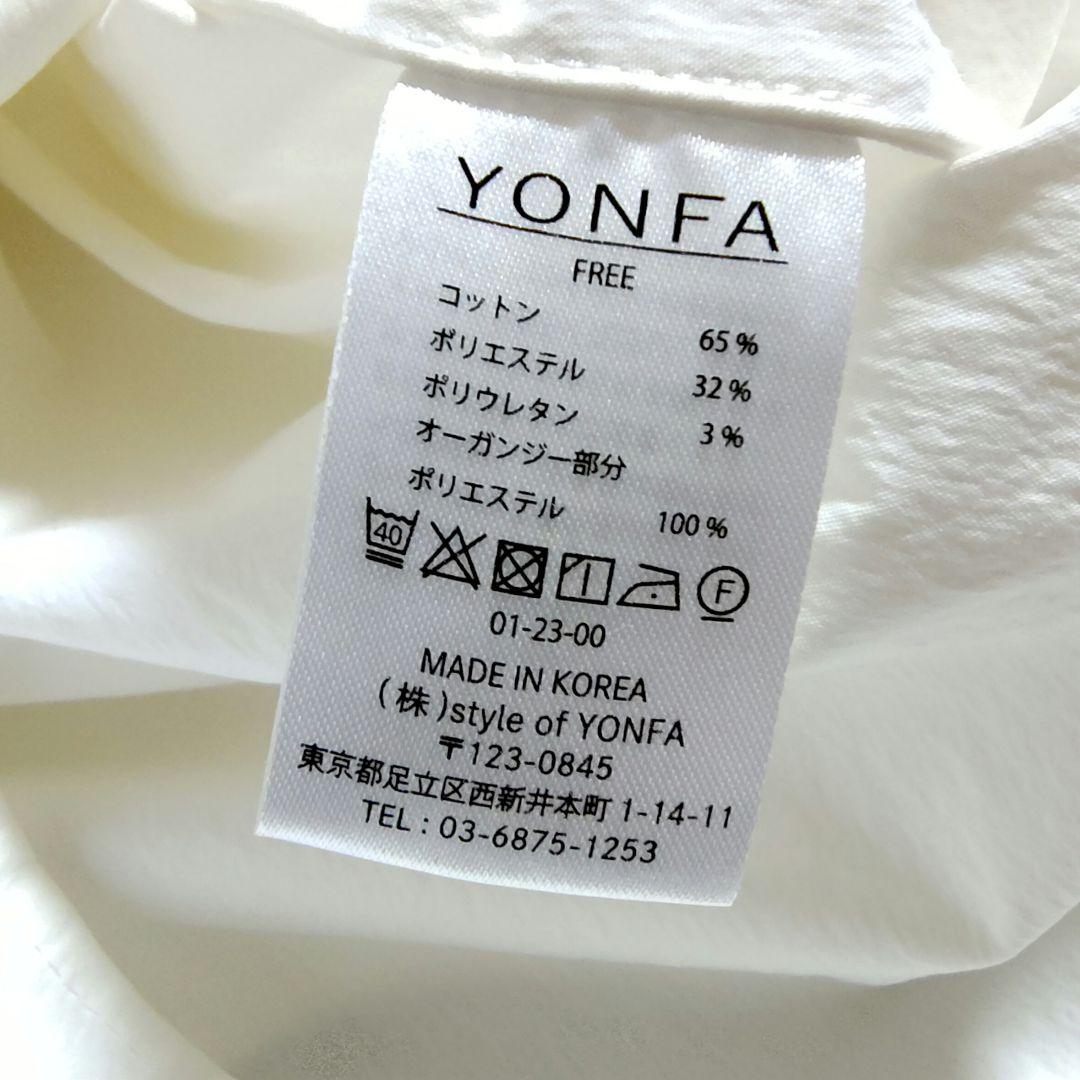 YONFA
FREE
コットン 65%
ポリエステル 32%
ポリウレタン 3%
オーガンジー部分
ポリエステル 100%
40 F
01-23-00
MADE IN KOREA
(株)style of YONFA
〒123-0845
東京都足立区西新井本町 1-14-11
TEL : 03-6875-1253